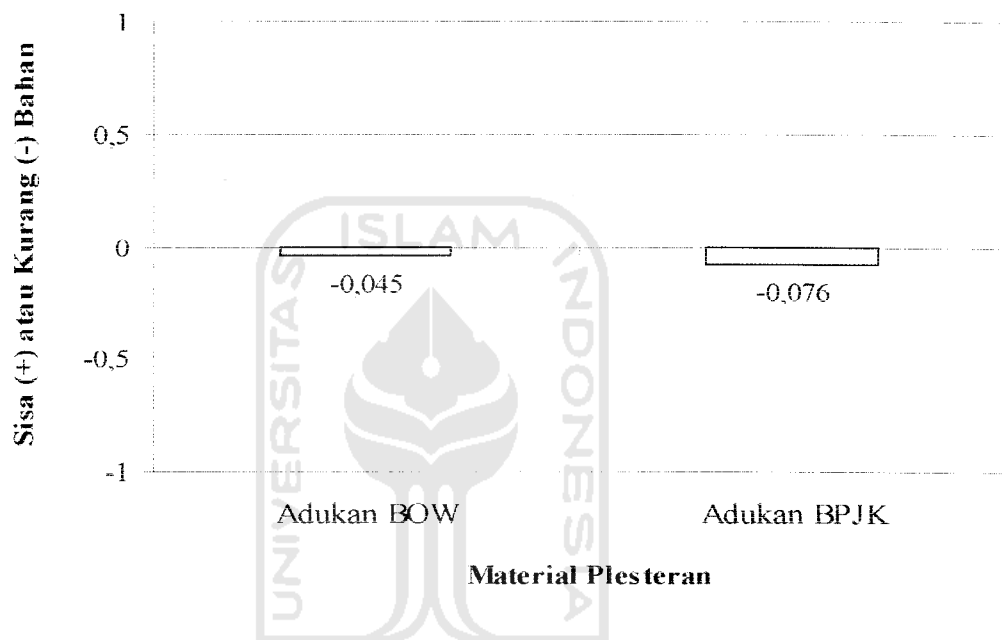 Sisa (+) atau Kurang (-) Bahan
1
0,5
0
-0,5
-1
-0,045
-0,076
Adukan BOW
Adukan BPJK
Material Plesteran
UNIVERSITAS
ISLAM
INDONESIA